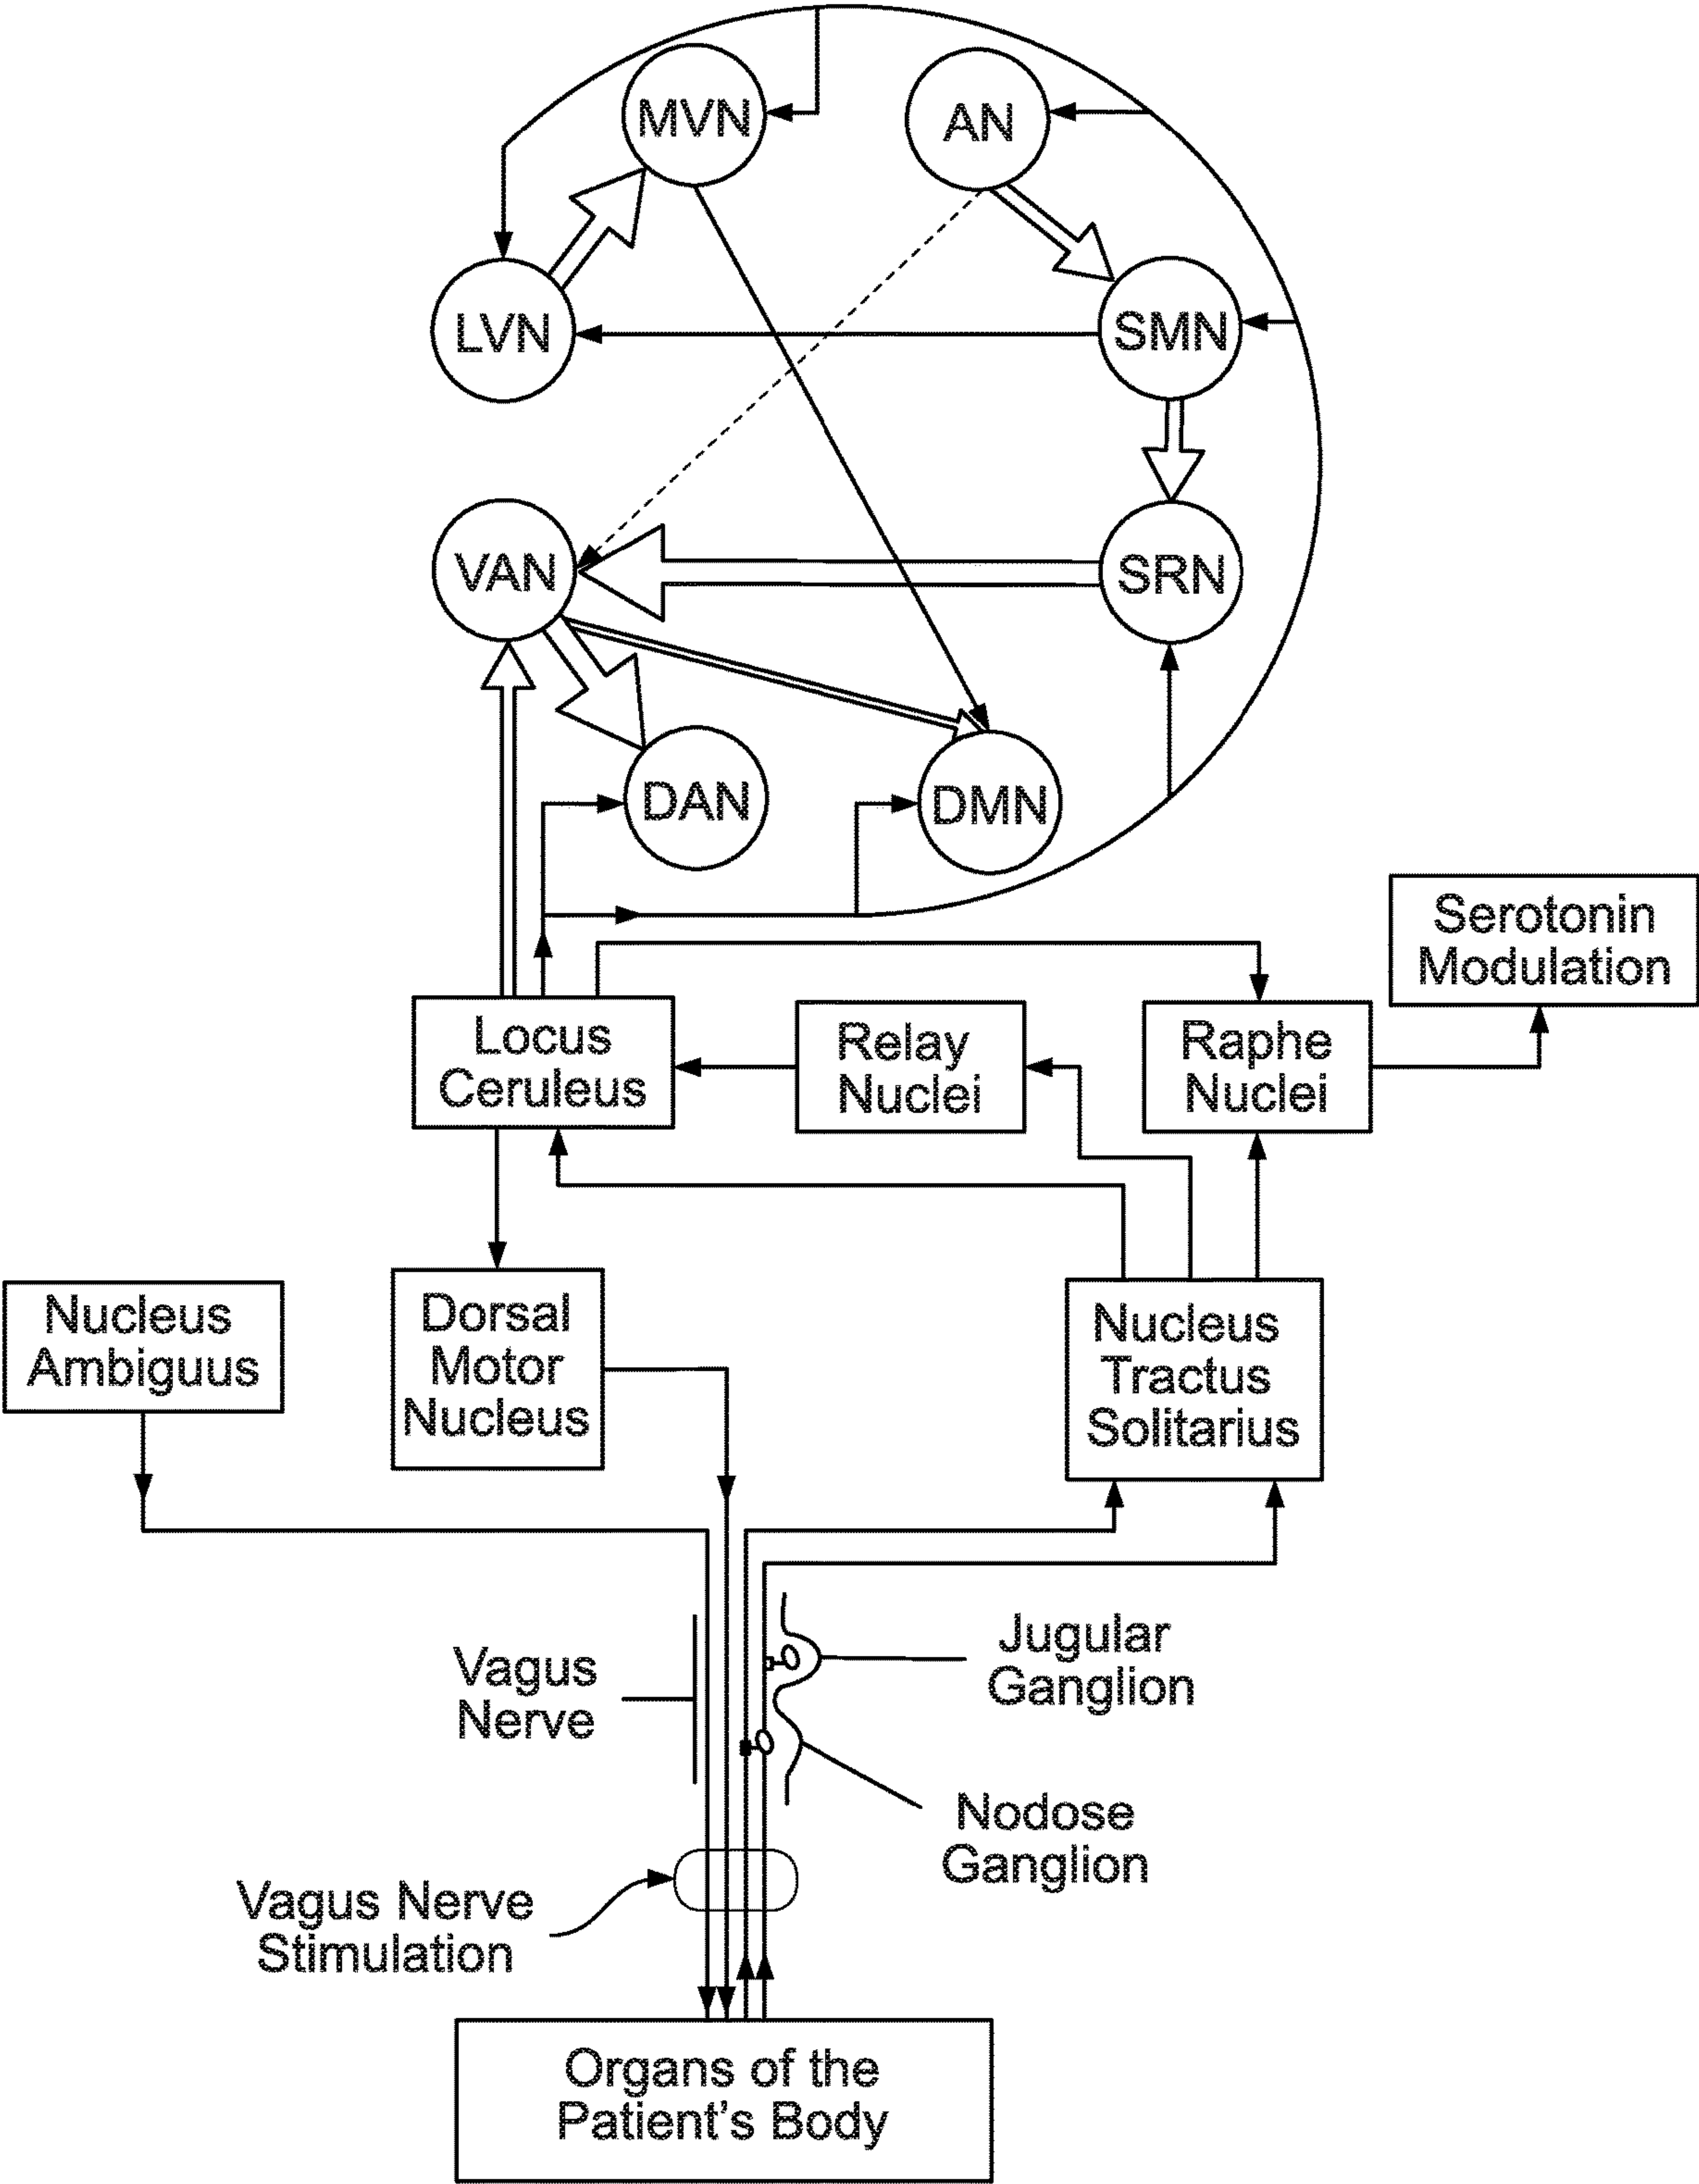 MVN
AN
LVN
SMN
VAN
SRN
DAN
DMN
Serotonin
Modulation
Locus
Ceruleus
Relay
Nuclei
Raphe
Nuclei
Nucleus
Ambiguus
Dorsal
Motor
Nucleus
Nucleus
Tractus
Solitarius
Vagus
Nerve
Jugular
Ganglion
Nodose
Ganglion
Vagus Nerve
Stimulation
Organs of the
Patient's Body